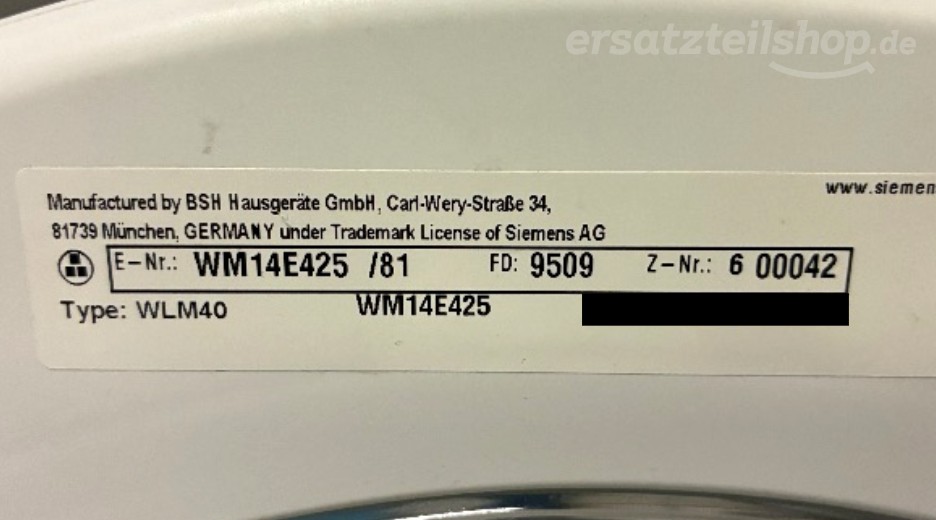 ersatzteilshop.de
www.siemen
Manufactured by BSH Hausgeräte GmbH, Carl-Wery-Straße 34,
81739 München, GERMANY under Trademark License of Siemens AG
E-Nr.: WM14E425 /81 FD: 9509 Z-Nr.: 6 00042
Type: WLM40 WM14E425